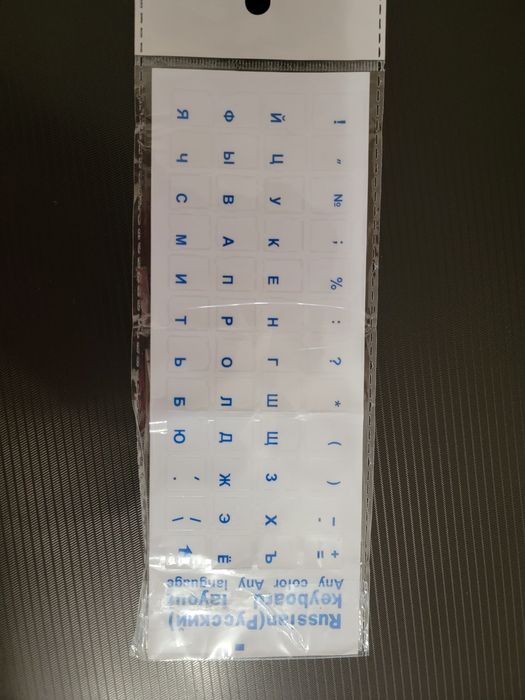 ! " № ; % : ? * ( ) _ - + =
Й Ц У К Е Н Г Ш Щ З Х Ъ
Ф Ы В А П Р О Л Д Ж Э Ё
Я Ч С М И Т Ь Б Ю , . / \
Russian(Русский)
keyboard layout
Any color Any language